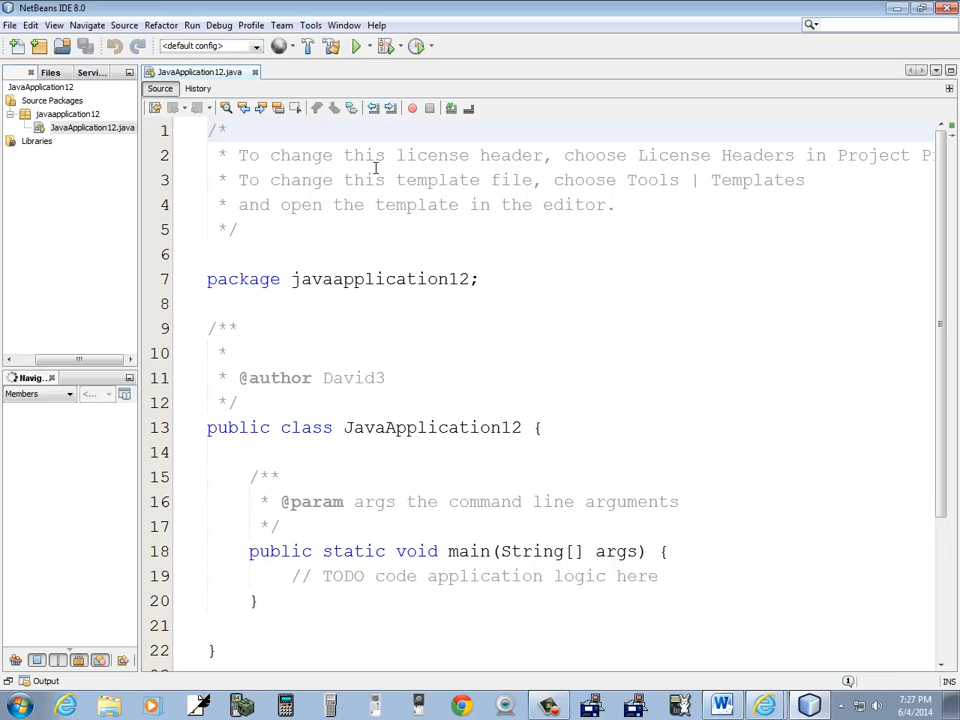 NetBeans IDE 8.0
File Edit View Navigate Source Refactor Run Debug Profile Team Tools Window Help
<default config>
Files Servi...
JavaApplication12.java
JavaApplication12
Source Packages
javaapplication12
JavaApplication12.java
Libraries
Source History
1 /*
2 * To change this license header, choose License Headers in Project P
3 * To change this template file, choose Tools | Templates
4 * and open the template in the editor.
5 */
6
7 package javaapplication12;
8
9 /**
10 *
11 * @author David3
12 */
13 public class JavaApplication12 {
14
15 /**
16 * @param args the command line arguments
17 */
18 public static void main(String[] args) {
19 // TODO code application logic here
20 }
21
22 }
Navig...
Members <...
Output
1 INS
7:27 PM
6/4/2014